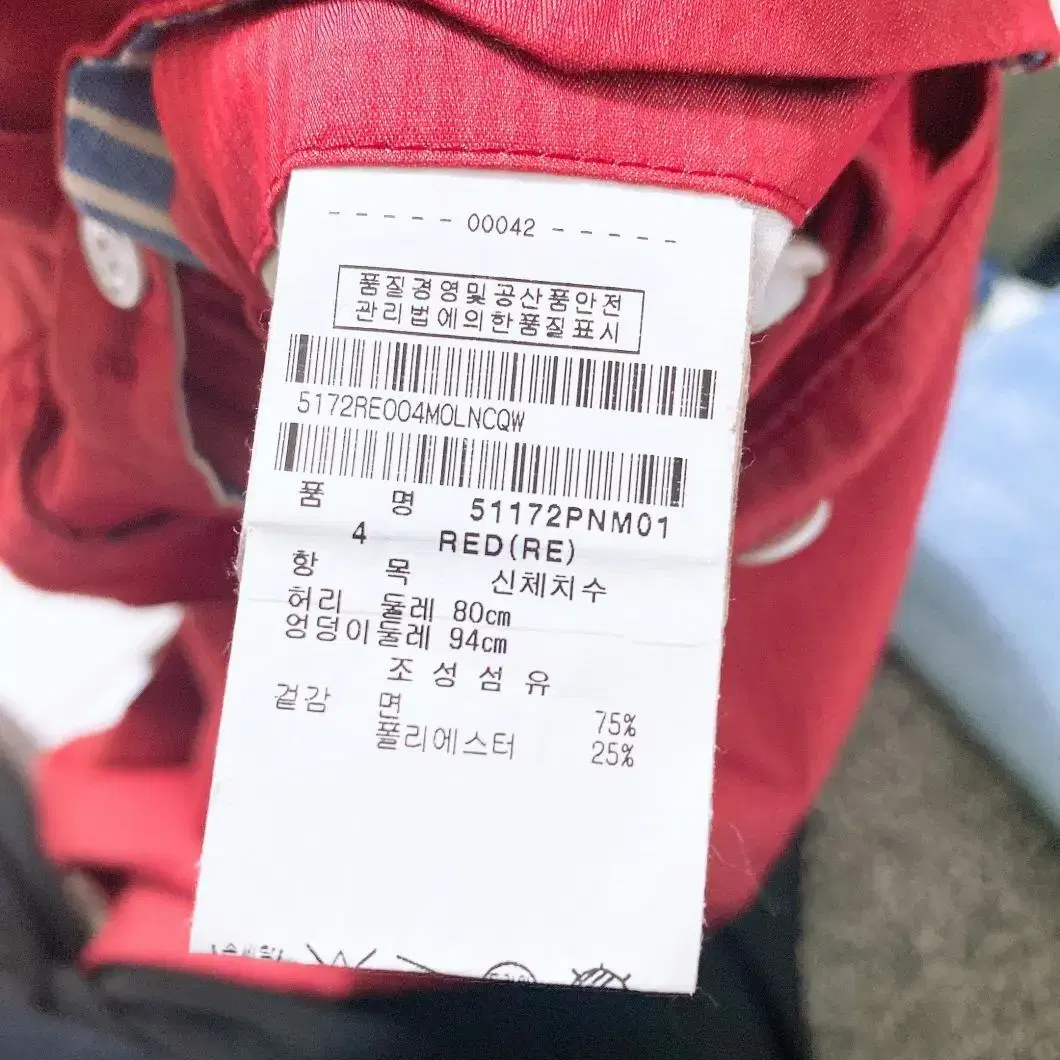 - - - - - 00042 - - - - -
품질경영및공산품안전
관리법에의한품질표시
5172RE004MOLNCQW
품 명 51172PNM01
4 RED(RE)
항 목 신체치수
허리 둘레 80cm
엉덩이둘레 94cm
조성섬유
겉감 면 75%
폴리에스터 25%